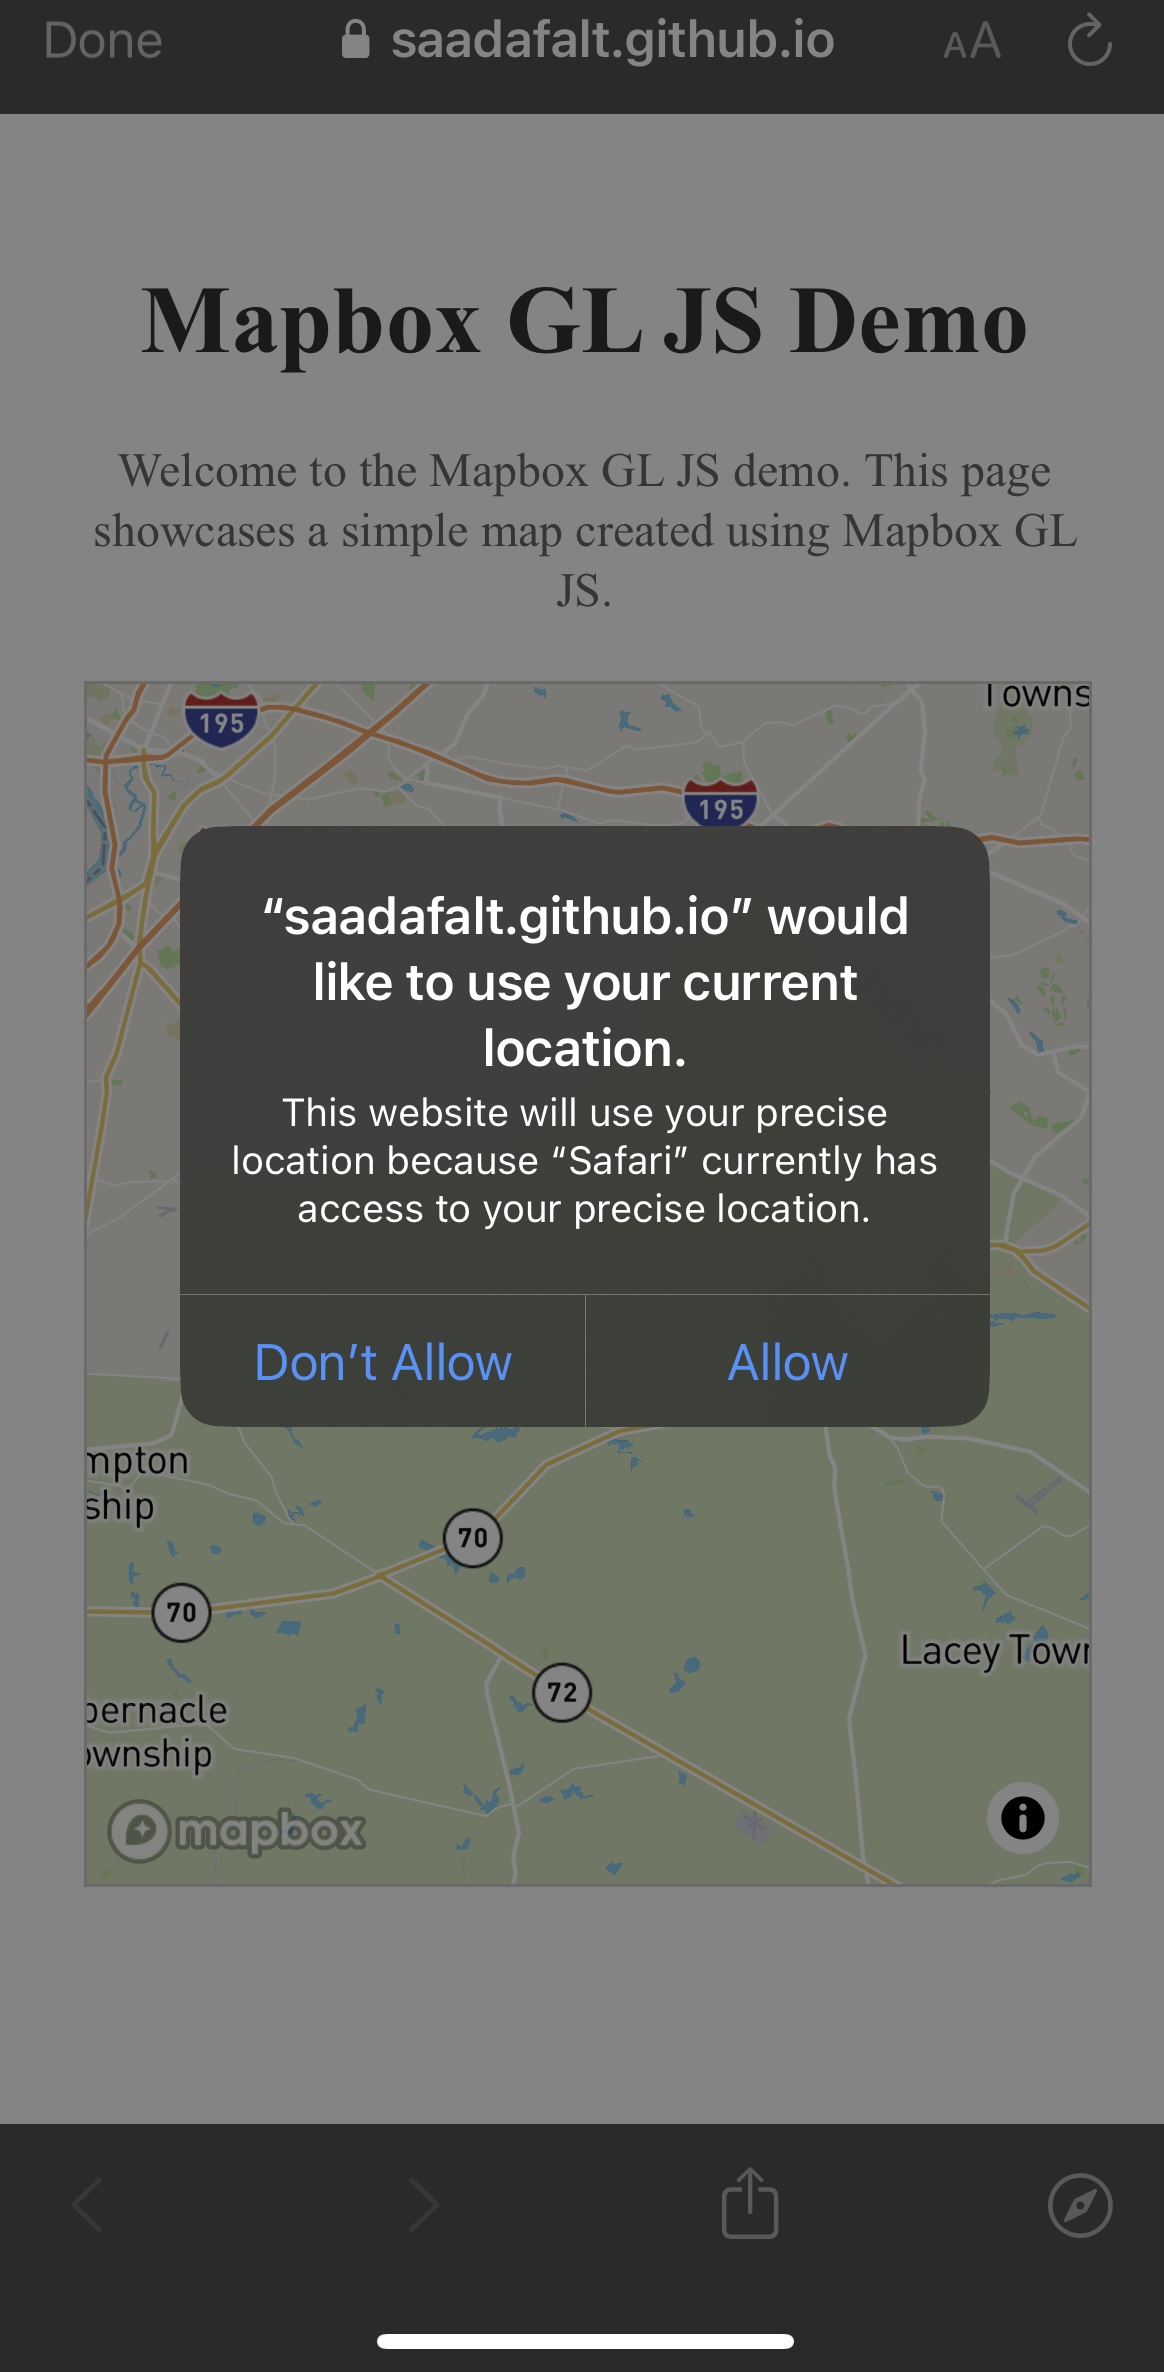 Done
saadafalt.github.io
AA
Mapbox GL JS Demo
Welcome to the Mapbox GL JS demo. This page
showcases a simple map created using Mapbox GL
JS.
Towns
195
195
“saadafalt.github.io” would
like to use your current
location.
This website will use your precise
location because “Safari” currently has
access to your precise location.
Don’t Allow
Allow
mpton
ship
70
70
Lacey Town
72
bernacle
ownship
mapbox